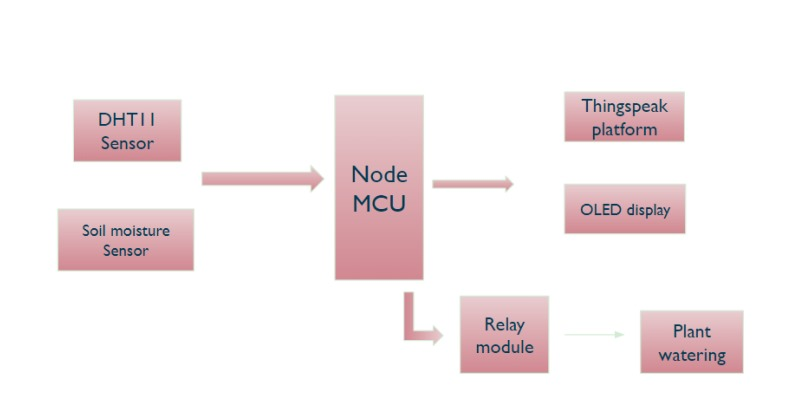 DHT11
Sensor
Soil moisture
Sensor
Node
MCU
Thingspeak
platform
OLED display
Relay
module
Plant
watering